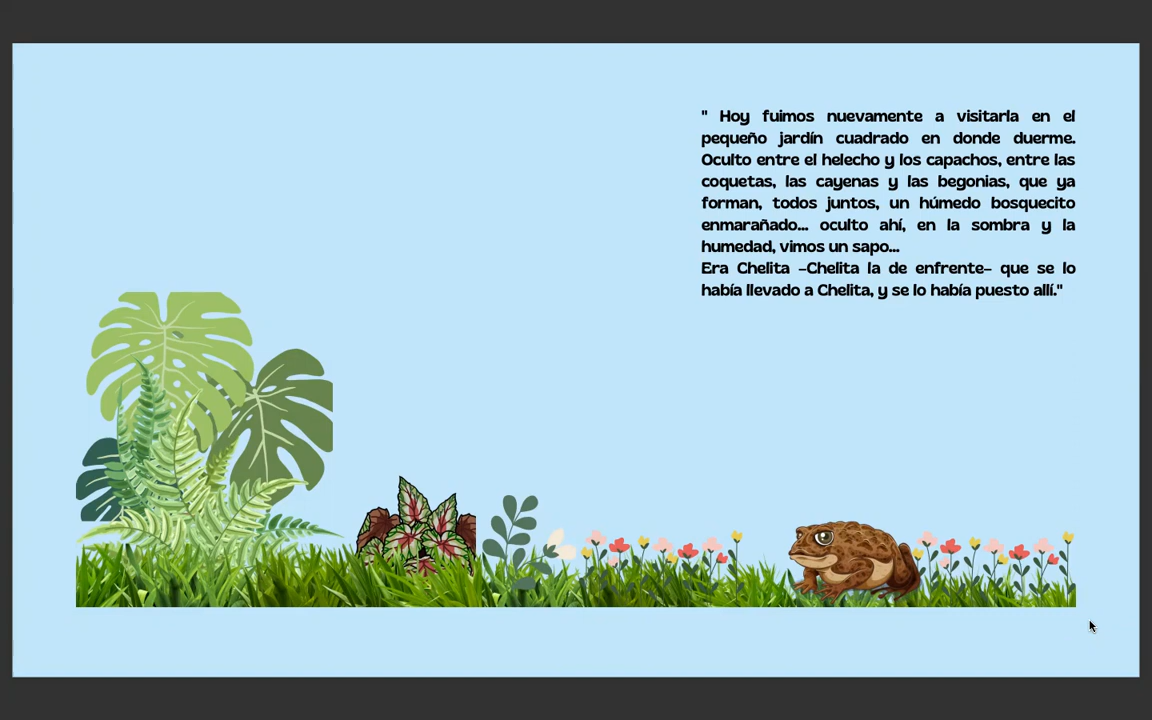 " Hoy fuimos nuevamente a visitarla en el
pequeño jardín cuadrado en donde duerme.
Oculto entre el helecho y los capachos, entre las
coquetas, las cayenas y las begonias, que ya
forman, todos juntos, un húmedo bosquecito
enmarañado... oculto ahí, en la sombra y la
humedad, vimos un sapo...
Era Chelita –Chelita la de enfrente– que se lo
había llevado a Chelita, y se lo había puesto allí."